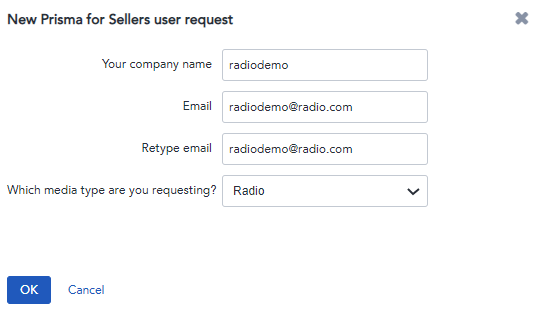 New Prisma for Sellers user request
Your company name radiodemo
Email radiodemo@radio.com
Retype email radiodemo@radio.com
Which media type are you requesting? Radio
OK Cancel